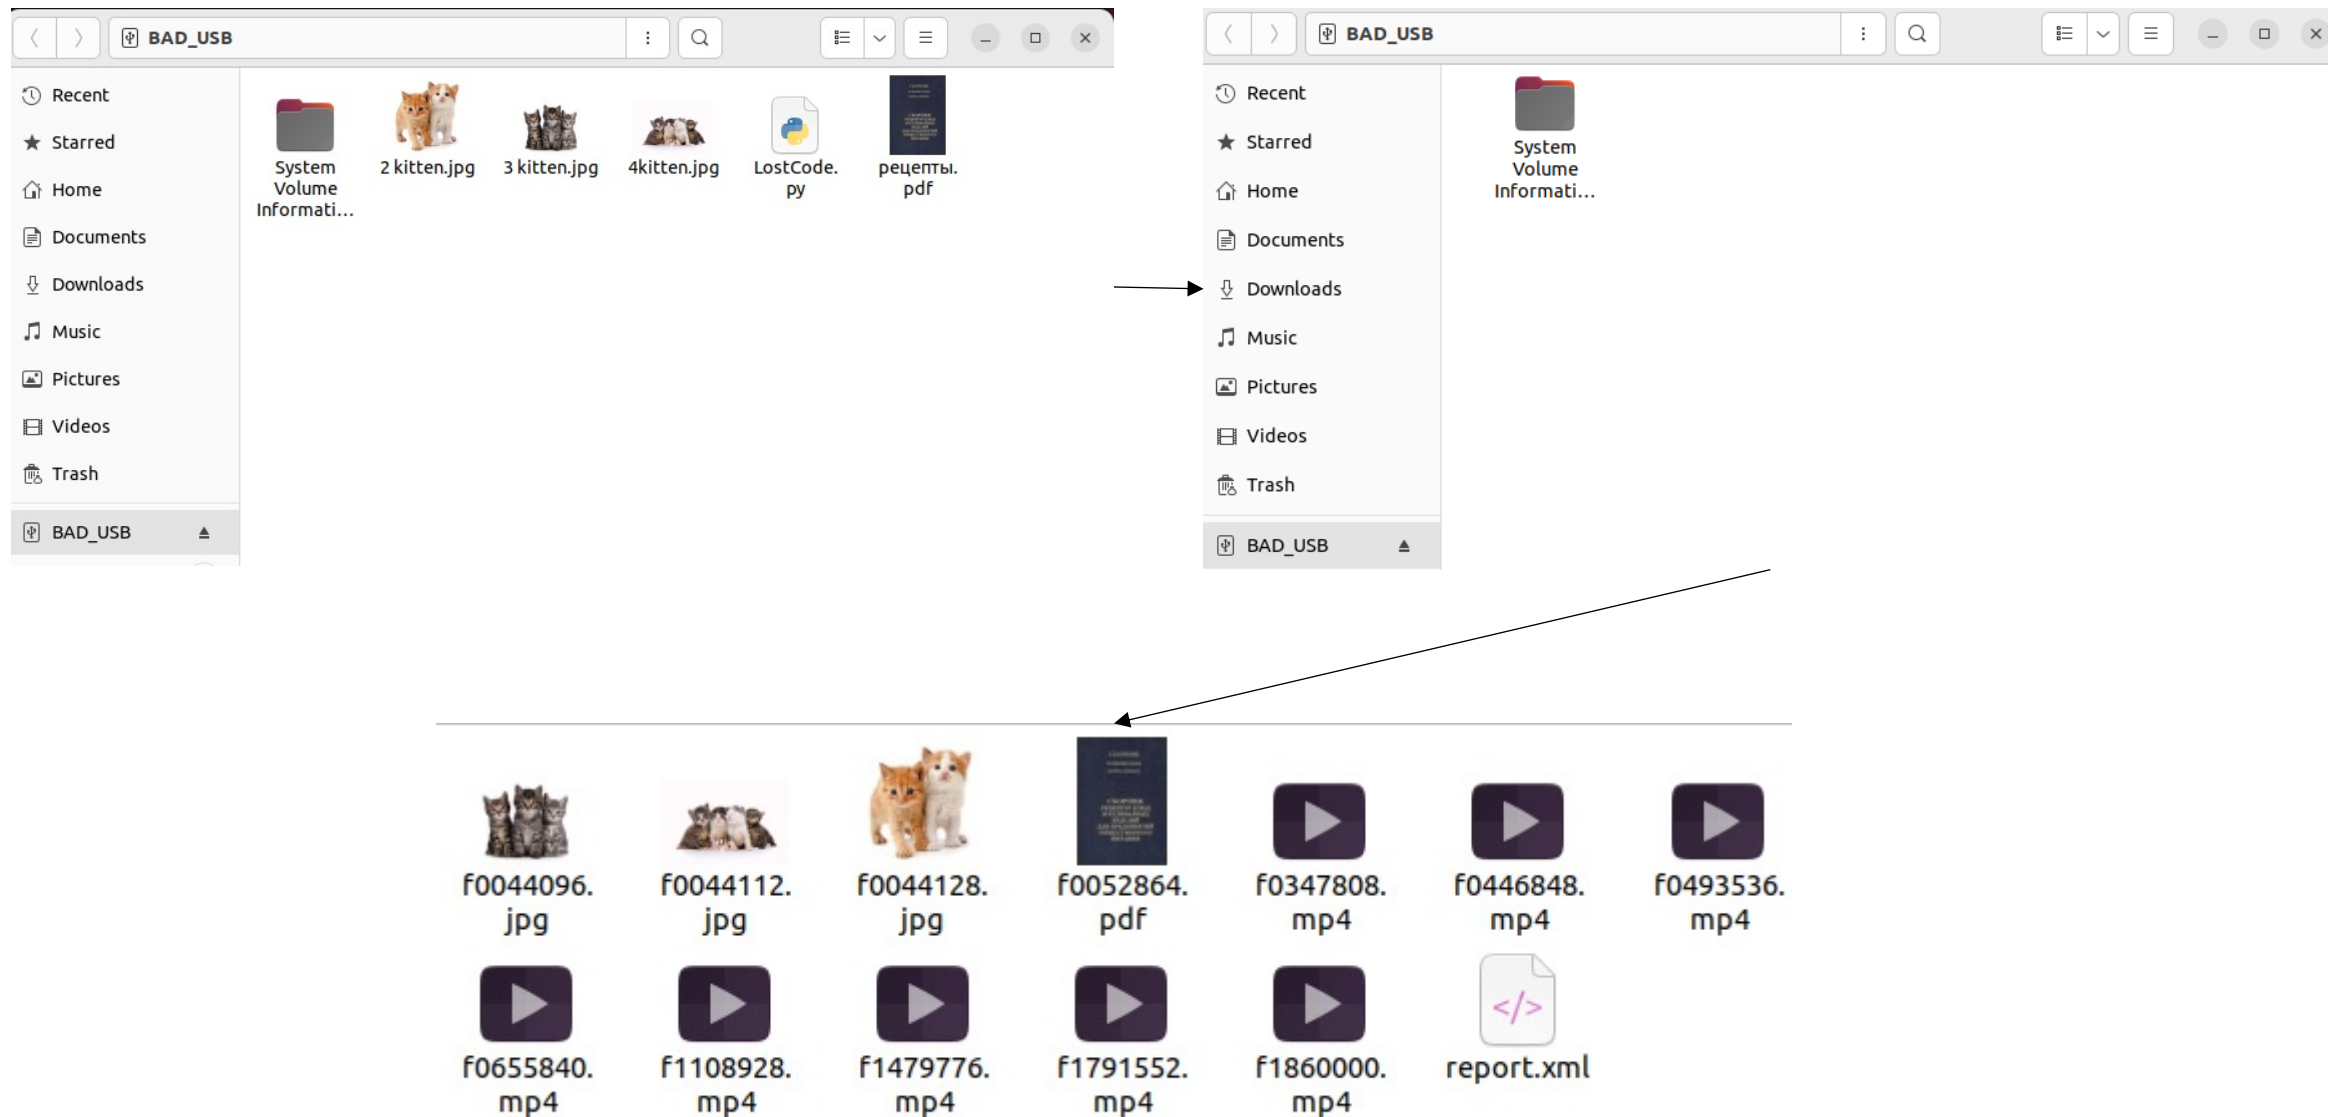 BAD_USB
Recent
Starred
Home
Documents
Downloads
Music
Pictures
Videos
Trash
BAD_USB
System
Volume
Informati...
2 kitten.jpg
3 kitten.jpg
4kitten.jpg
LostCode.
py
рецепты.
pdf
BAD_USB
Recent
Starred
Home
Documents
Downloads
Music
Pictures
Videos
Trash
BAD_USB
System
Volume
Informati...
f0044096.
jpg
f0044112.
jpg
f0044128.
jpg
f0052864.
pdf
f0347808.
mp4
f0446848.
mp4
f0493536.
mp4
f0655840.
mp4
f1108928.
mp4
f1479776.
mp4
f1791552.
mp4
f1860000.
mp4
report.xml